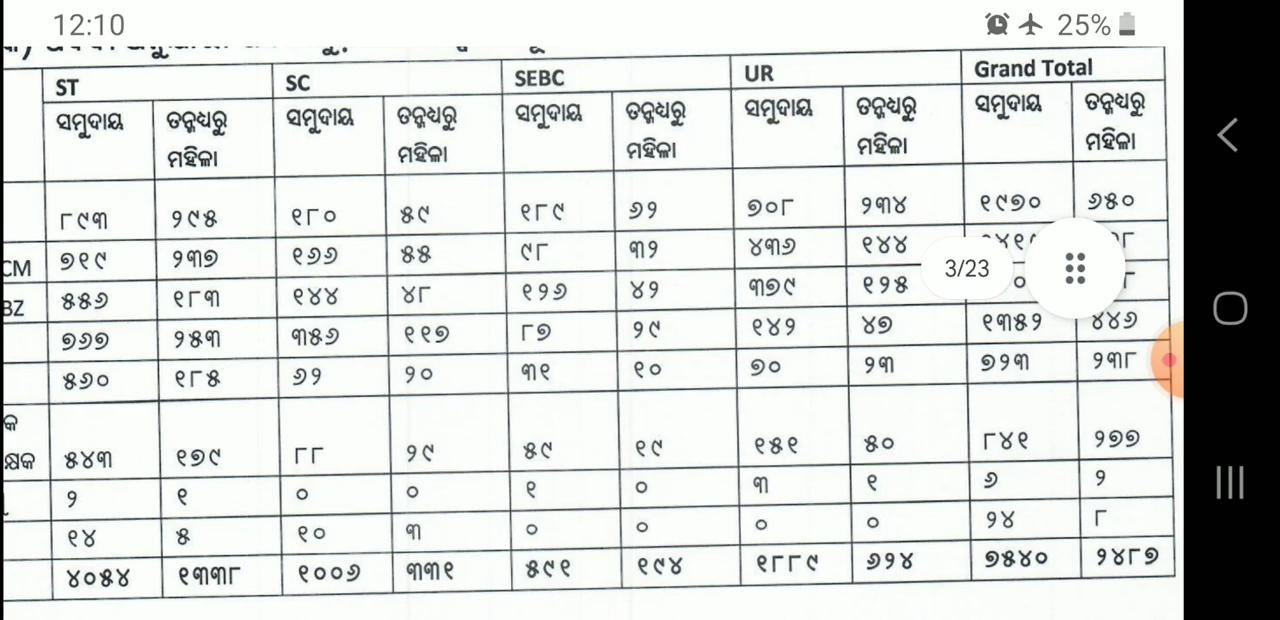 12:10 25%
ST SC SEBC UR Grand Total
ସମୁଦାୟ ତନ୍ମଧ୍ୟରୁ ସମୁଦାୟ ତନ୍ମଧ୍ୟରୁ ସମୁଦାୟ ତନ୍ମଧ୍ୟରୁ ସମୁଦାୟ ତନ୍ମଧ୍ୟରୁ ସମୁଦାୟ ତନ୍ମଧ୍ୟରୁ
ମହିଳା ମହିଳା ମହିଳା ମହିଳା ମହିଳା
୮୯୩ ୨୯୫ ୧୮୦ ୫୯ ୧୮୯ ୬୨ ୭୦୮ ୨୩୪ ୧୯୭୦ ୬୫୦
CM ୭୧୯ ୨୩୭ ୧୬୬ ୫୫ ୯୮ ୩୨ ୪୩୬ ୧୪୪
3/23
BZ ୫୫୬ ୧୮୩ ୧୪୪ ୪୮ ୧୨୬ ୪୨ ୩୭୯ ୧୨୫
୭୬୭ ୨୫୩ ୩୫୬ ୧୧୭ ୮୭ ୨୯ ୧୪୨ ୪୭ ୧୩୫୨ ୪୪୬
୫୬୦ ୧୮୫ ୬୨ ୨୦ ୩୧ ୧୦ ୭୦ ୨୩ ୭୨୩ ୨୩୮
କ
କ୍ଷକ ୫୪୩ ୧୭୯ ୮୮ ୨୯ ୫୯ ୧୯ ୧୫୧ ୫୦ ୮୪୧ ୨୭୭
୨ ୧ ୦ ୦ ୧ ୦ ୩ ୧ ୬ ୨
୧୪ ୫ ୧୦ ୩ ୦ ୦ ୦ ୦ ୨୪ ୮
୪୦୫୪ ୧୩୩୮ ୧୦୦୬ ୩୩୧ ୫୯୧ ୧୯୪ ୧୮୮୯ ୬୨୪ ୭୫୪୦ ୨୪୮୭